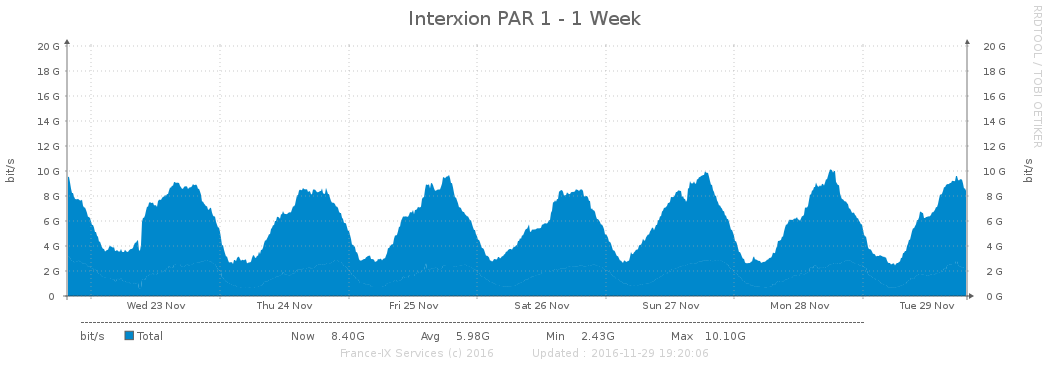 Interxion PAR 1 - 1 Week
RRDTOOL / TOBI OETIKER
bit/s
20 G 20 G
18 G 18 G
16 G 16 G
14 G 14 G
12 G 12 G
10 G 10 G
8 G 8 G
6 G 6 G
4 G 4 G
2 G 2 G
0 0 G
bit/s
Wed 23 Nov Thu 24 Nov Fri 25 Nov Sat 26 Nov Sun 27 Nov Mon 28 Nov Tue 29 Nov
bit/s Total Now 8.40G Avg 5.98G Min 2.43G Max 10.10G
France-IX Services (c) 2016 Updated : 2016-11-29 19:20:06